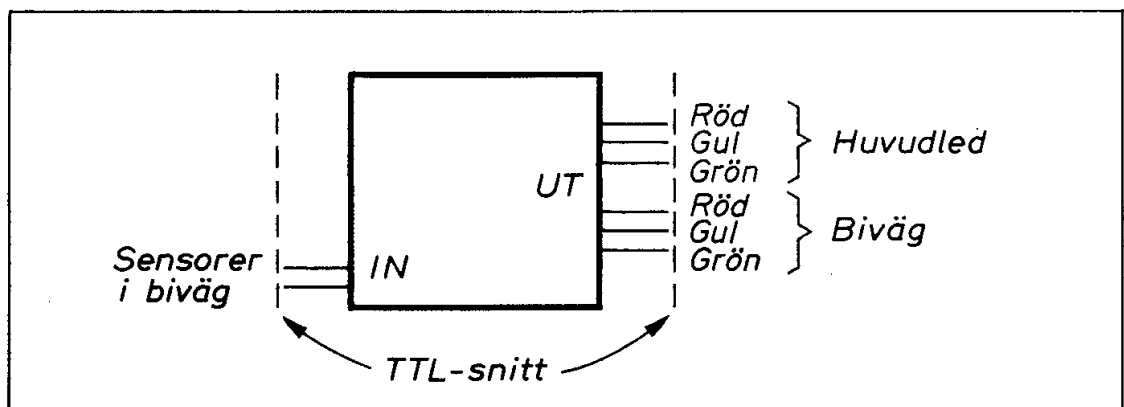 Röd
Gul
Grön
Huvudled
UT
Röd
Gul
Grön
Biväg
Sensorer
i biväg
IN
TTL-snitt